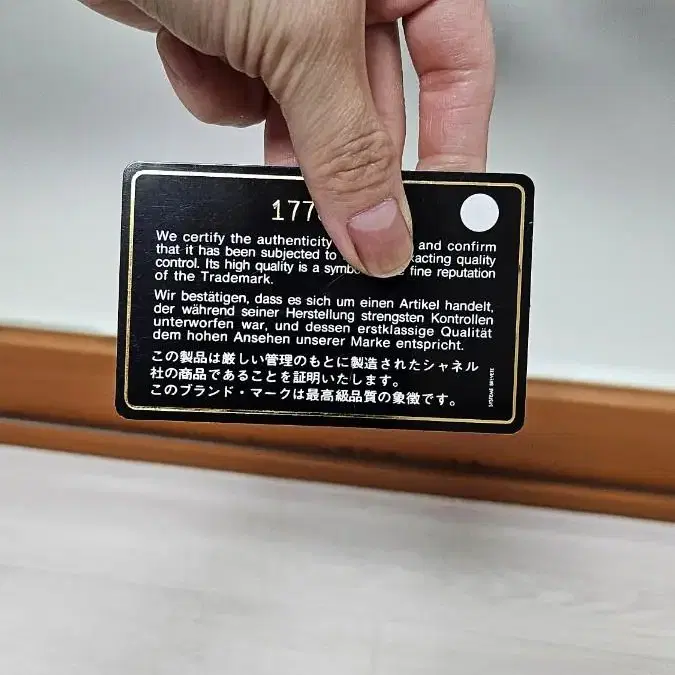 177
We certify the authenticity and confirm
that it has been subjected to exacting quality
control. Its high quality is a symbol fine reputation
of the Trademark.
Wir bestätigen, dass es sich um einen Artikel handelt,
der während seiner Herstellung strengsten Kontrollen
unterworfen war, und dessen erstklassige Qualität
dem hohen Ansehen unserer Marke entspricht.
この製品は厳しい管理のもとに製造されたシャネル
社の商品であることを証明いたします。
このブランド・マークは最高級品質の象徴です。